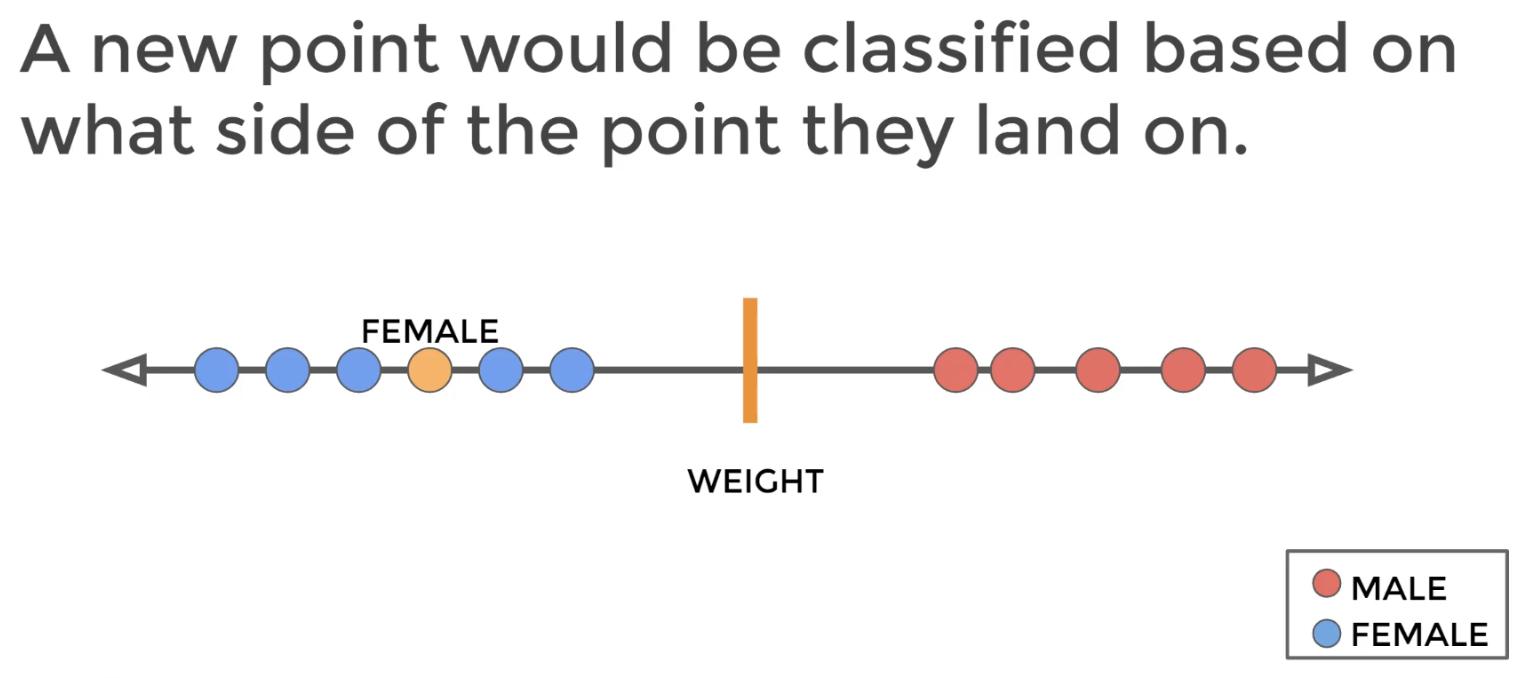 A new point would be classified based on
what side of the point they land on.
FEMALE
WEIGHT
MALE
FEMALE